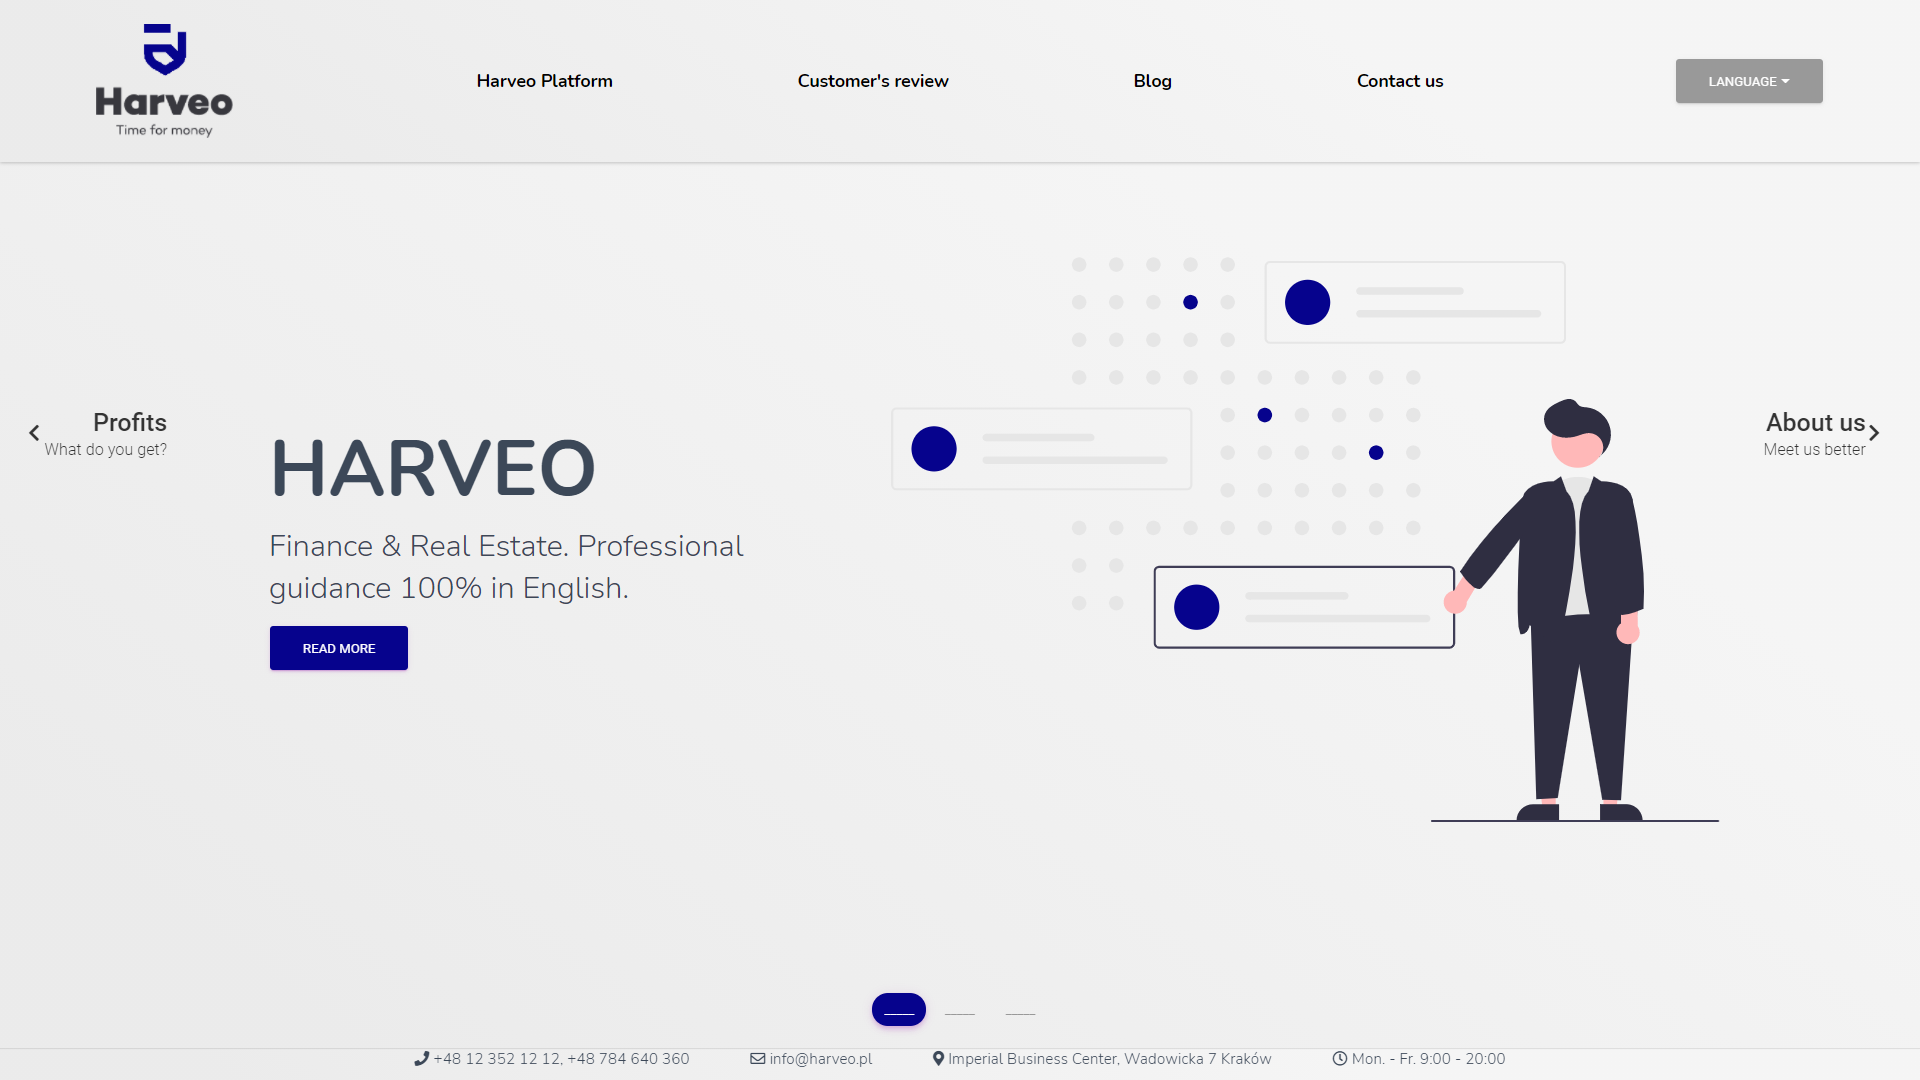 Harveo
Time for money
Harveo Platform
Customer's review
Blog
Contact us
LANGUAGE
Profits
What do you get?
HARVEO
Finance & Real Estate. Professional
guidance 100% in English.
READ MORE
About us
Meet us better
+48 12 352 12 12, +48 784 640 360
info@harveo.pl
Imperial Business Center, Wadowicka 7 Kraków
Mon. - Fr. 9:00 - 20:00